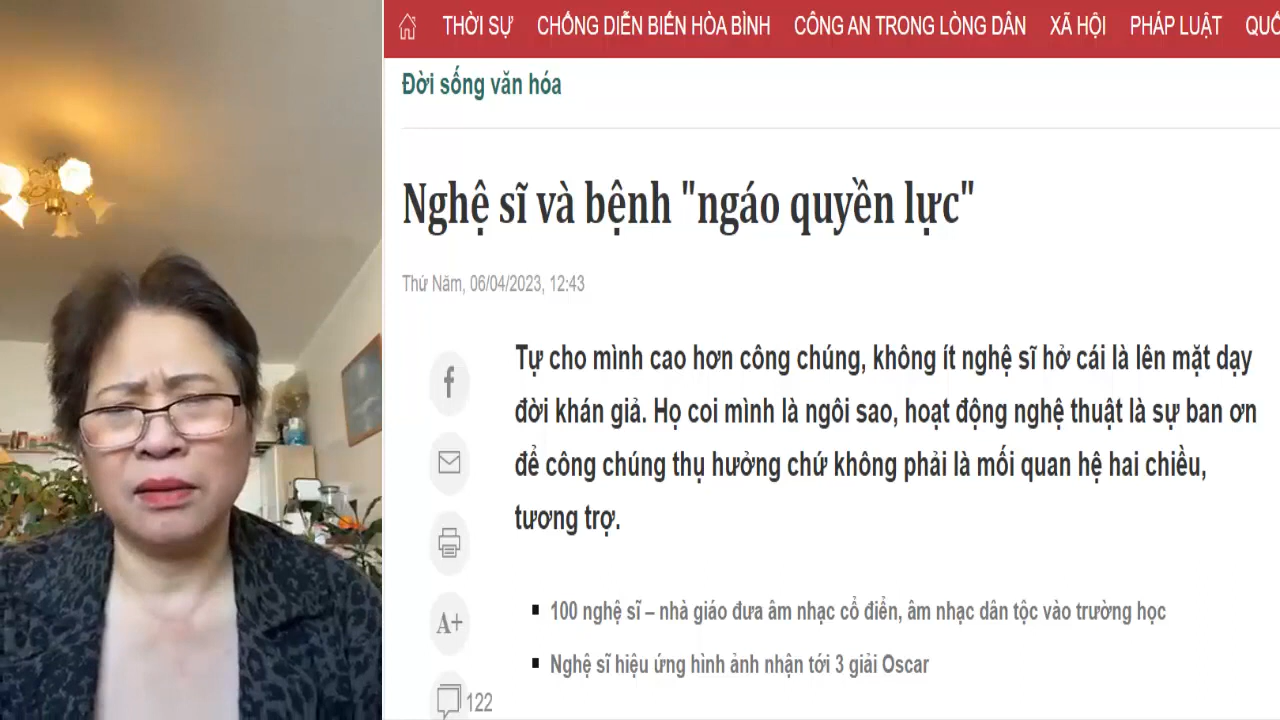 THỜI SỰ CHỐNG DIỄN BIẾN HÒA BÌNH CÔNG AN TRONG LÒNG DÂN XÃ HỘI PHÁP LUẬT
Đời sống văn hóa
Nghệ sĩ và bệnh "ngáo quyền lực"
Thứ Năm, 06/04/2023, 12:43
Tự cho mình cao hơn công chúng, không ít nghệ sĩ hở cái là lên mặt dạy
đời khán giả. Họ coi mình là ngôi sao, hoạt động nghệ thuật là sự ban ơn
để công chúng thụ hưởng chứ không phải là mối quan hệ hai chiều,
tương trợ.
100 nghệ sĩ – nhà giáo đưa âm nhạc cổ điển, âm nhạc dân tộc vào trường học
Nghệ sĩ hiệu ứng hình ảnh nhận tới 3 giải Oscar
A+
122